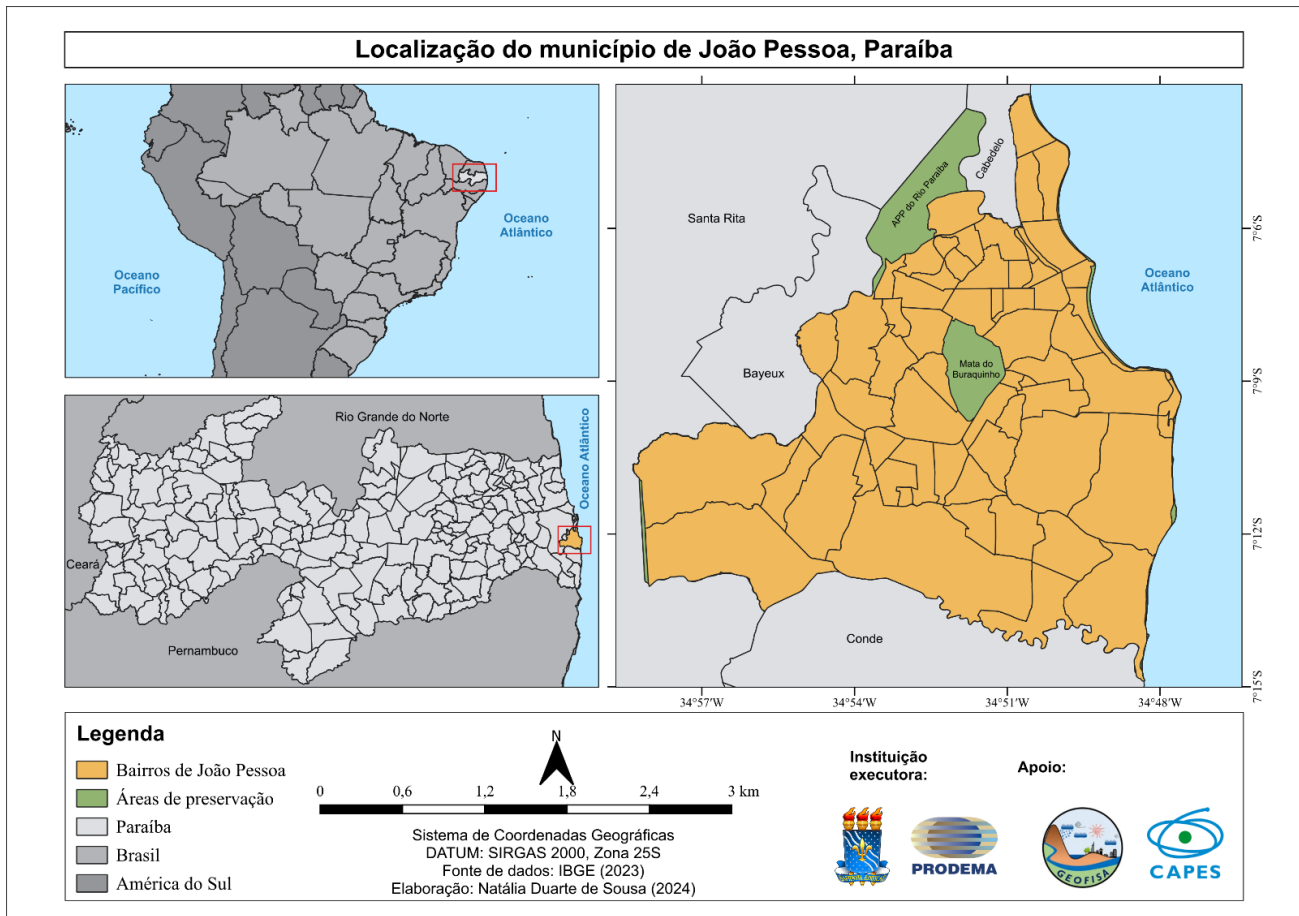 Localização do município de João Pessoa, Paraíba
Oceano
Atlântico
Oceano
Pacífico
Rio Grande do Norte
Oceano Atlântico
Ceará
Pernambuco
Cabedelo
APP do Rio Paraíba
Santa Rita
Oceano
Atlântico
Mata do
Buraquinho
Bayeux
Conde
7°6'S
7°9'S
7°12'S
7°15'S
34°57'W
34°54'W
34°51'W
34°48'W
Legenda
Bairros de João Pessoa
Áreas de preservação
Paraíba
Brasil
América do Sul
N
0
0,6
1,2
1,8
2,4
3 km
Sistema de Coordenadas Geográficas
DATUM: SIRGAS 2000, Zona 25S
Fonte de dados: IBGE (2023)
Elaboração: Natália Duarte de Sousa (2024)
Instituição
executora:
Apoio:
PRODEMA
GEOFISA
CAPES